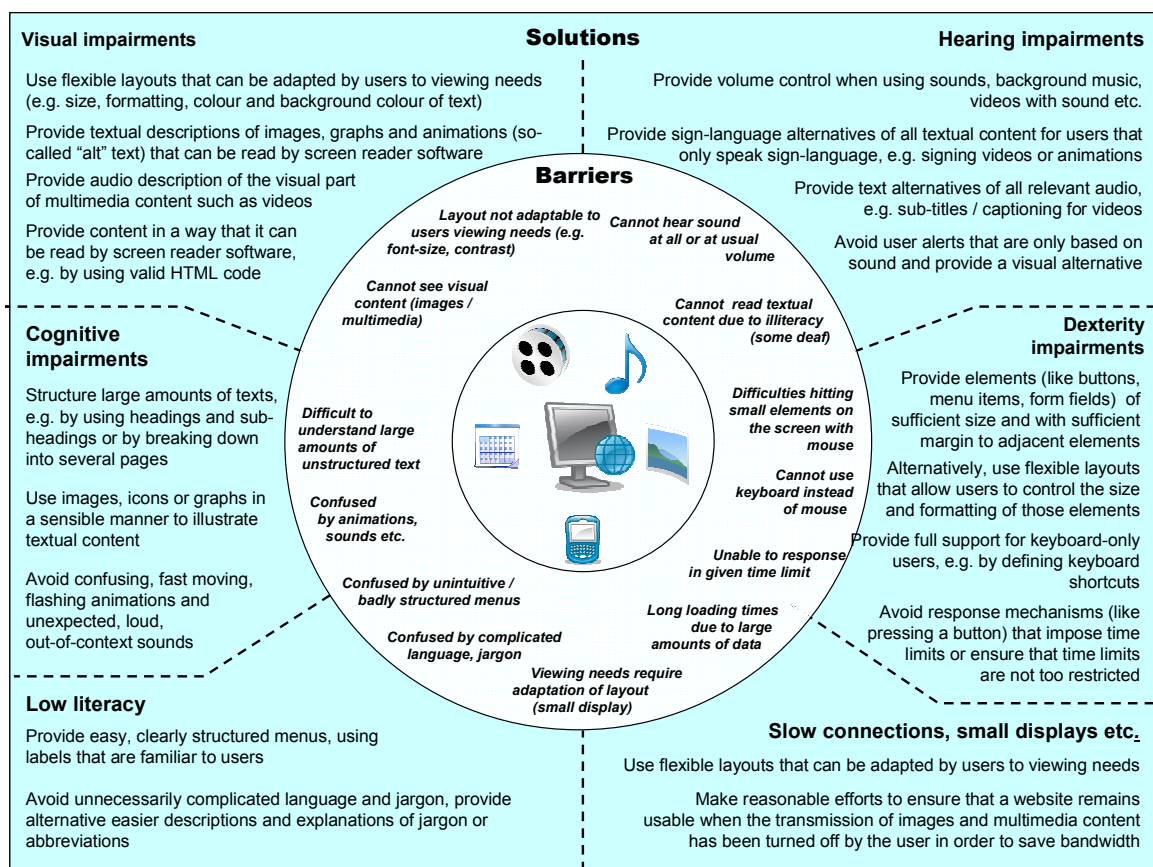 Solutions
Visual impairments
Use flexible layouts that can be adapted by users to viewing needs
(e.g. size, formatting, colour and background colour of text)
Provide textual descriptions of images, graphs and animations (so-
called “alt” text) that can be read by screen reader software
Provide audio description of the visual part
of multimedia content such as videos
Provide content in a way that it can
be read by screen reader software,
e.g. by using valid HTML code
Hearing impairments
Provide volume control when using sounds, background music,
videos with sound etc.
Provide sign-language alternatives of all textual content for users that
only speak sign-language, e.g. signing videos or animations
Provide text alternatives of all relevant audio,
e.g. sub-titles / captioning for videos
Avoid user alerts that are only based on
sound and provide a visual alternative
Cognitive
impairments
Structure large amounts of texts,
e.g. by using headings and sub-
headings or by breaking down
into several pages
Use images, icons or graphs in
a sensible manner to illustrate
textual content
Avoid confusing, fast moving,
flashing animations and
unexpected, loud,
out-of-context sounds
Barriers
Layout not adaptable to
users viewing needs (e.g.
font-size, contrast)
Cannot see visual
content (images /
multimedia)
Difficult to
understand large
amounts of
unstructured text
Confused
by animations,
sounds etc.
Confused by unintuitive /
badly structured menus
Confused by complicated
language, jargon
Viewing needs require
adaptation of layout
(small display)
Cannot hear sound
at all or at usual
volume
Cannot read textual
content due to illiteracy
(some deaf)
Difficulties hitting
small elements on
the screen with
mouse
Cannot use
keyboard instead
of mouse
Unable to response
in given time limit
Long loading times
due to large
amounts of data
Dexterity
impairments
Provide elements (like buttons,
menu items, form fields) of
sufficient size and with sufficient
margin to adjacent elements
Alternatively, use flexible layouts
that allow users to control the size
and formatting of those elements
Provide full support for keyboard-only
users, e.g. by defining keyboard
shortcuts
Avoid response mechanisms (like
pressing a button) that impose time
limits or ensure that time limits
are not too restricted
Low literacy
Provide easy, clearly structured menus, using
labels that are familiar to users
Avoid unnecessarily complicated language and jargon, provide
alternative easier descriptions and explanations of jargon or
abbreviations
Slow connections, small displays etc.
Use flexible layouts that can be adapted by users to viewing needs
Make reasonable efforts to ensure that a website remains
usable when the transmission of images and multimedia content
has been turned off by the user in order to save bandwidth